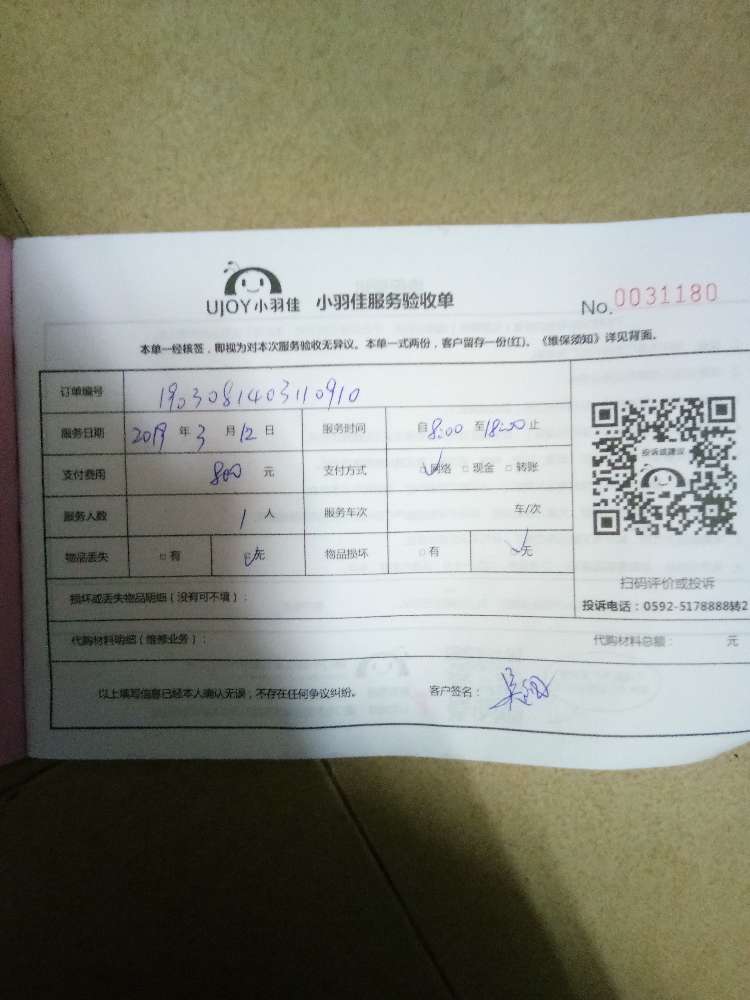 UJOY小羽佳 小羽佳服务验收单 No.0031180
本单一经核签，即视为对本次服务验收无异议。本单一式两份，客户留存一份(红)。《维保须知》详见背面。
订单编号 1903081403110910
服务日期 2019 年 3 月 12 日 服务时间 自 8:00 至 18:00 止
支付费用 800 元 支付方式 □网络 □现金 □转账
服务人数 1 人 服务车次 车/次
物品丢失 □有 □无 物品损坏 □有 □无
投诉或建议
扫码评价或投诉
损坏或丢失物品明细（没有可不填）：
投诉电话：0592-5178888转2
代购材料明细（维修业务）： 代购材料总额： 元
以上填写信息已经本人确认无误，不存在任何争议纠纷。 客户签名：